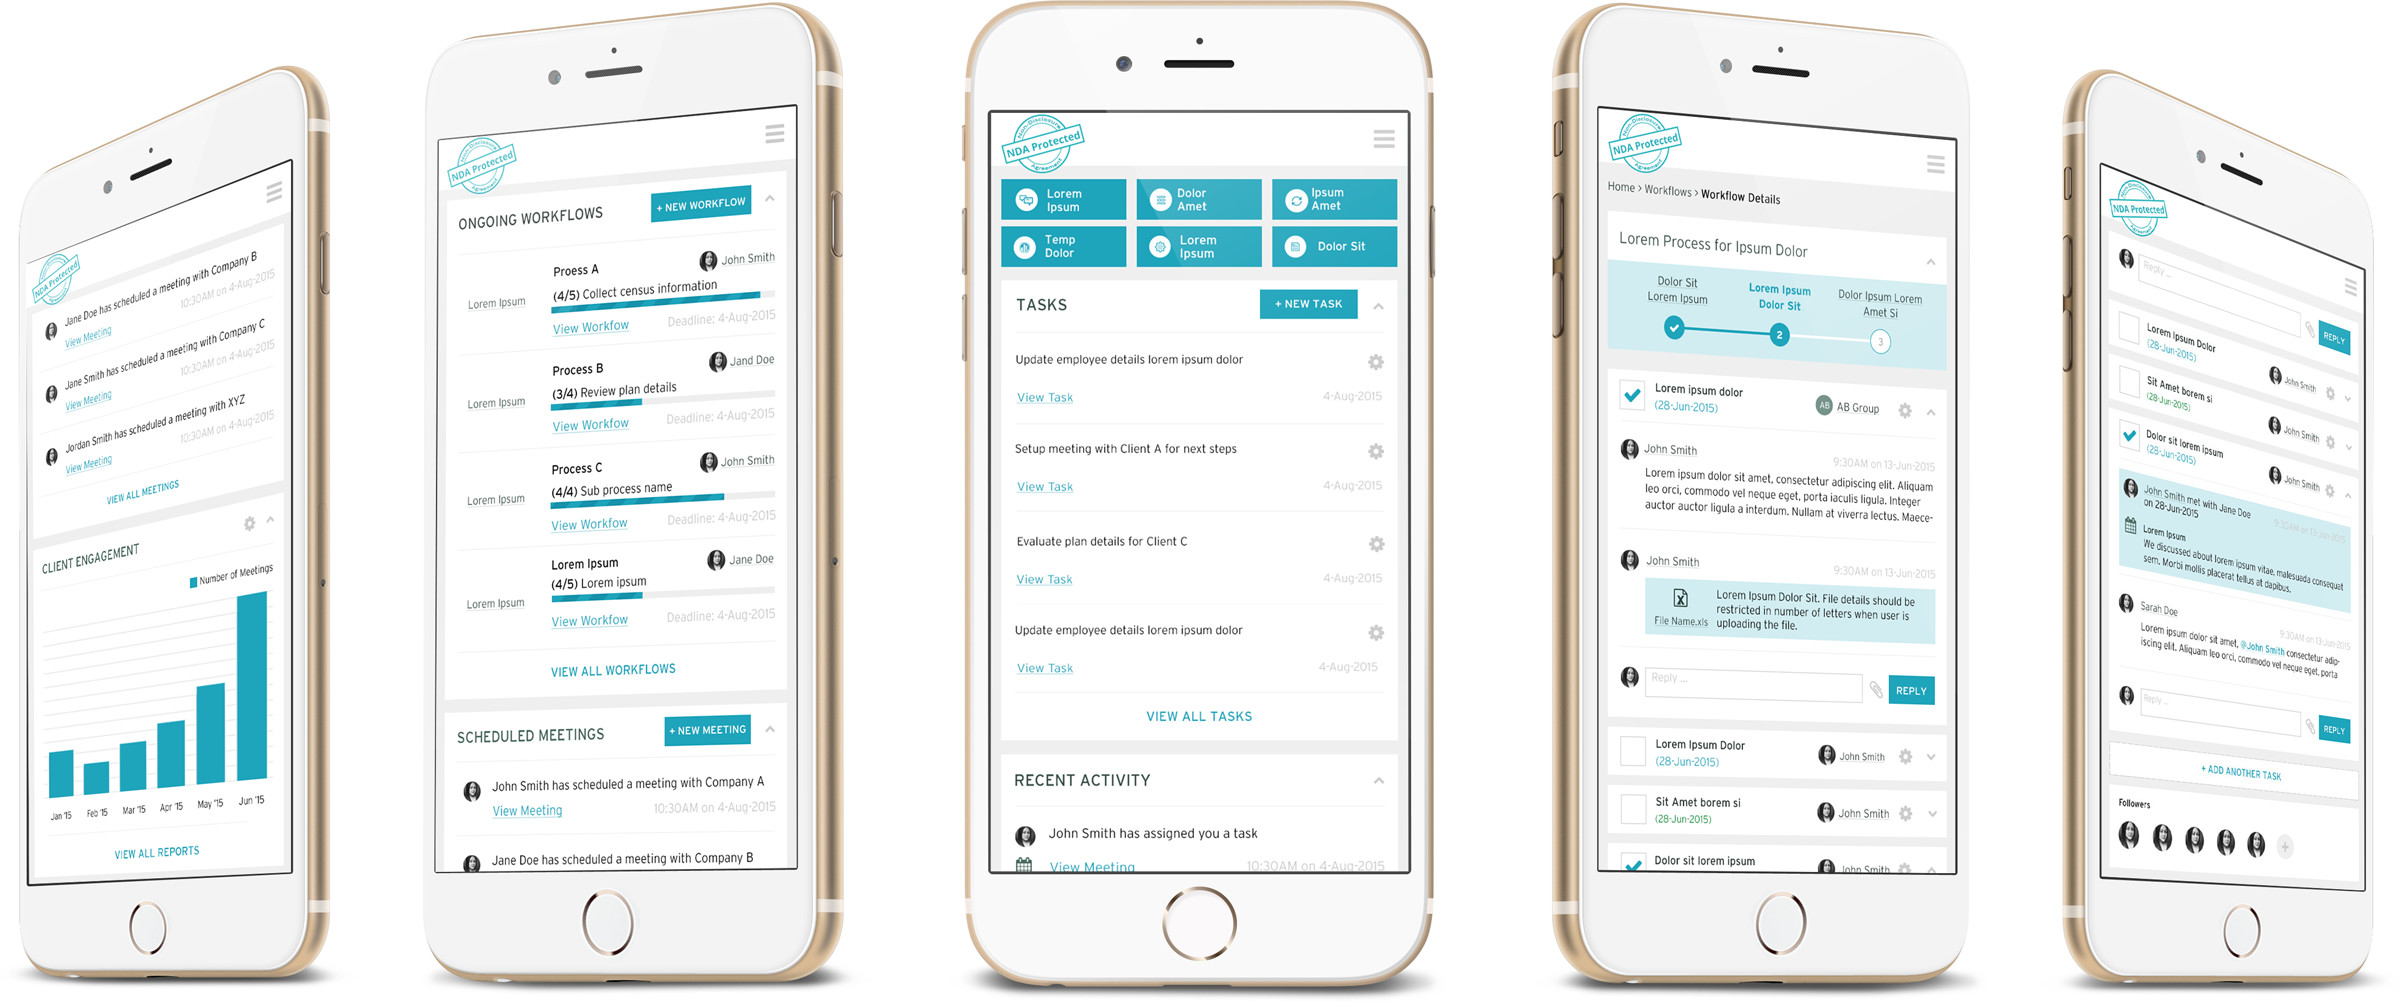 NDA Protected
Jane Doe has scheduled a meeting with Company B
10:30AM on 4-Aug-2015
View Meeting
Jane Smith has scheduled a meeting with Company C
10:30AM on 4-Aug-2015
View Meeting
Jordan Smith has scheduled a meeting with XYZ
10:30AM on 4-Aug-2015
View Meeting
VIEW ALL MEETINGS
CLIENT ENGAGEMENT
Number of Meetings
Jan '15 Feb '15 Mar '15 Apr '15 May '15 Jun '15
VIEW ALL REPORTS
Non-Disclosure
NDA Protected
Agreement
ONGOING WORKFLOWS
+ NEW WORKFLOW
Proess A
John Smith
Lorem Ipsum
(4/5) Collect census information
View Workfow
Deadline: 4-Aug-2015
Process B
Jand Doe
Lorem Ipsum
(3/4) Review plan details
View Workfow
Deadline: 4-Aug-2015
Process C
John Smith
Lorem Ipsum
(4/4) Sub process name
View Workfow
Deadline: 4-Aug-2015
Lorem Ipsum
Jane Doe
Lorem Ipsum
(4/5) Lorem ipsum
View Workfow
Deadline: 4-Aug-2015
VIEW ALL WORKFLOWS
SCHEDULED MEETINGS
+ NEW MEETING
John Smith has scheduled a meeting with Company A
View Meeting
10:30AM on 4-Aug-2015
Jane Doe has scheduled a meeting with Company B
Non-Disclosure
NDA Protected
Agreement
Lorem
Ipsum
Dolor
Amet
Ipsum
Amet
Temp
Dolor
Lorem
Ipsum
Dolor Sit
TASKS
+ NEW TASK
Update employee details lorem ipsum dolor
View Task
4-Aug-2015
Setup meeting with Client A for next steps
View Task
4-Aug-2015
Evaluate plan details for Client C
View Task
4-Aug-2015
Update employee details lorem ipsum dolor
View Task
4-Aug-2015
VIEW ALL TASKS
RECENT ACTIVITY
John Smith has assigned you a task
View Meeting
10:30AM on 4-Aug-2015
Non-Disclosure
NDA Protected
Agreement
Home > Workflows > Workflow Details
Lorem Process for Ipsum Dolor
Dolor Sit
Lorem Ipsum
Lorem Ipsum
Dolor Sit
Dolor Ipsum Lorem
Amet Si
2
3
Lorem ipsum dolor
(28-Jun-2015)
AB
AB Group
John Smith
9:30AM on 13-Jun-2015
Lorem ipsum dolor sit amet, consectetur adipiscing elit. Aliquam
leo orci, commodo vel neque eget, porta iaculis ligula. Integer
auctor auctor ligula a interdum. Nullam at viverra lectus. Maece-
John Smith
9:30AM on 13-Jun-2015
File Name.xls
Lorem Ipsum Dolor Sit. File details should be
restricted in number of letters when user is
uploading the file.
Reply ...
REPLY
Lorem Ipsum Dolor
(28-Jun-2015)
John Smith
Sit Amet borem si
(28-Jun-2015)
John Smith
Dolor sit lorem ipsum
John Smith
Non-Disclosure
NDA Protected
Agreement
Reply ...
REPLY
Lorem Ipsum Dolor
(28-Jun-2015)
John Smith
Sit Amet borem si
(28-Jun-2015)
John Smith
Dolor sit lorem ipsum
(28-Jun-2015)
John Smith
John Smith met with Jane Doe
on 28-Jun-2015
9:30AM on 13-Jun-2015
Lorem Ipsum
We discussed about lorem ipsum vitae, malesuada consequat
sem. Morbi mollis placerat tellus at dapibus.
Sarah Doe
9:30AM on 13-Jun-2015
Lorem ipsum dolor sit amet, @John Smith consectetur adip-
iscing elit. Aliquam leo orci, commodo vel neque eget, porta
Reply ...
REPLY
+ ADD ANOTHER TASK
Followers